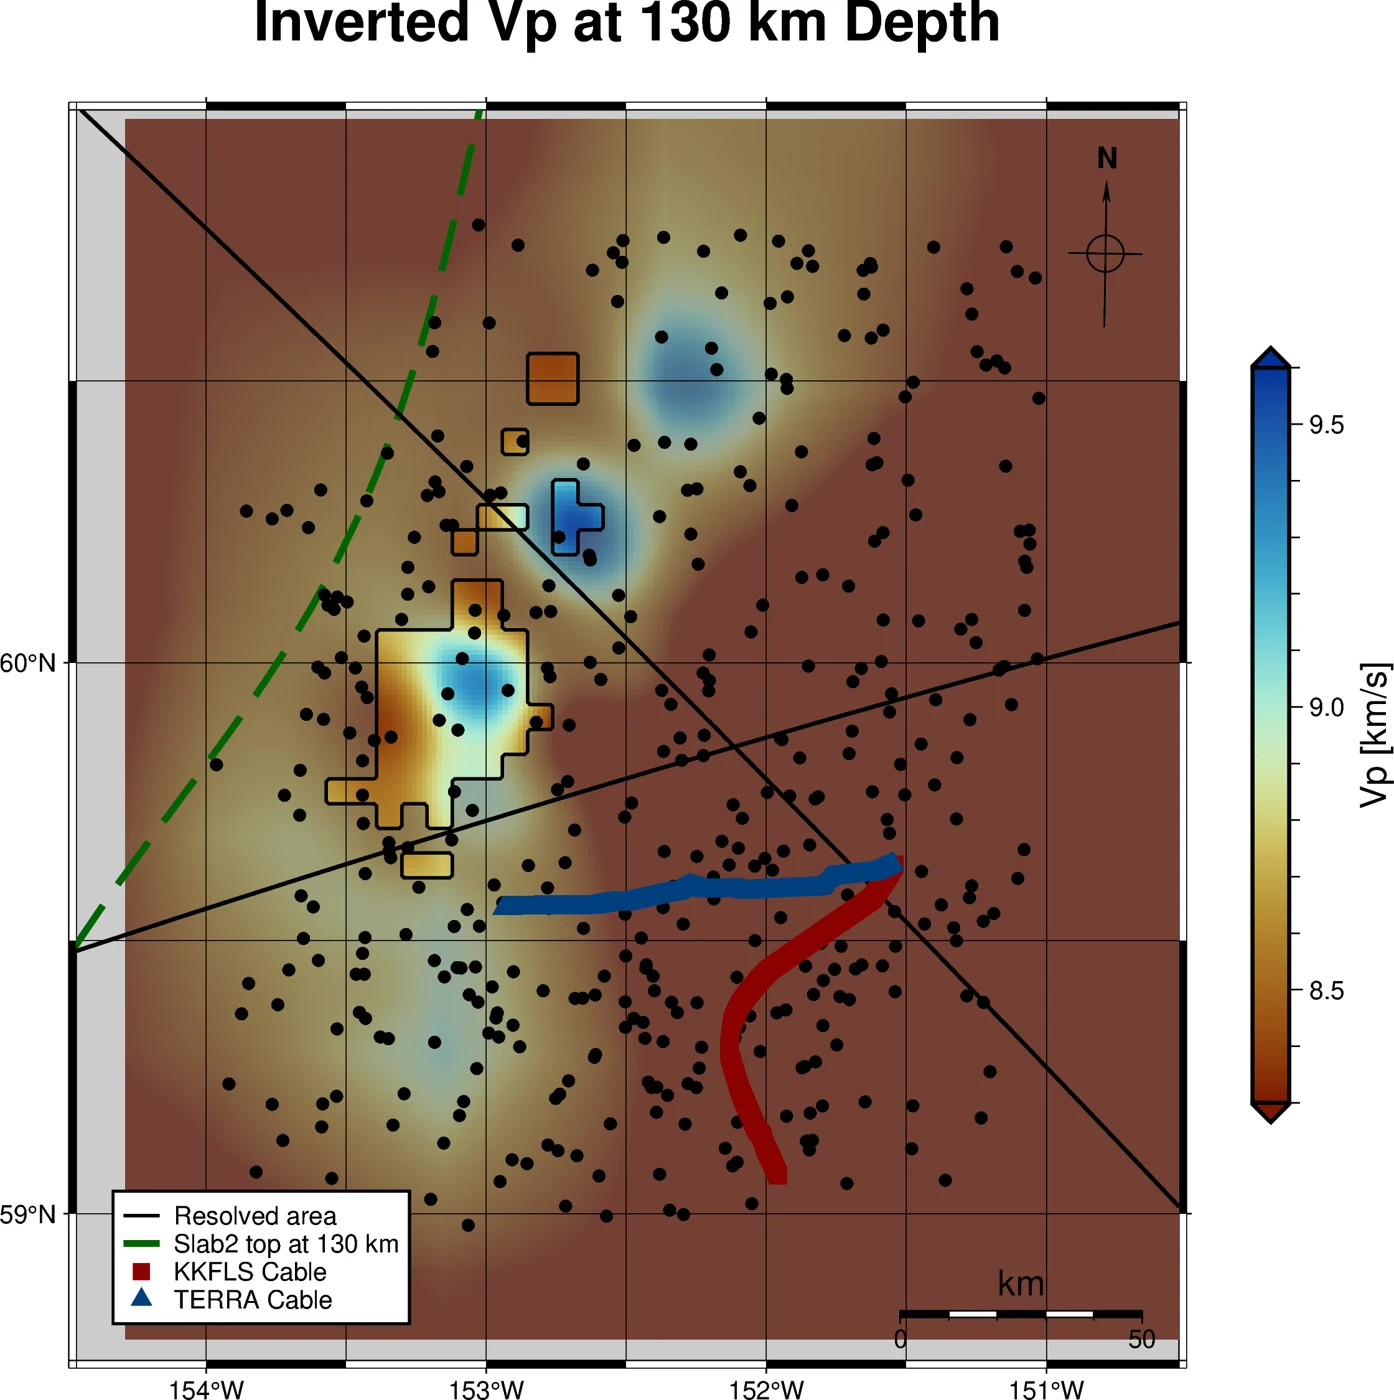 Inverted Vp at 130 km Depth
N
9.5
9.0
8.5
Vp [km/s]
60°N
59°N
Resolved area
Slab2 top at 130 km
KKFLS Cable
TERRA Cable
km
0 50
154°W 153°W 152°W 151°W